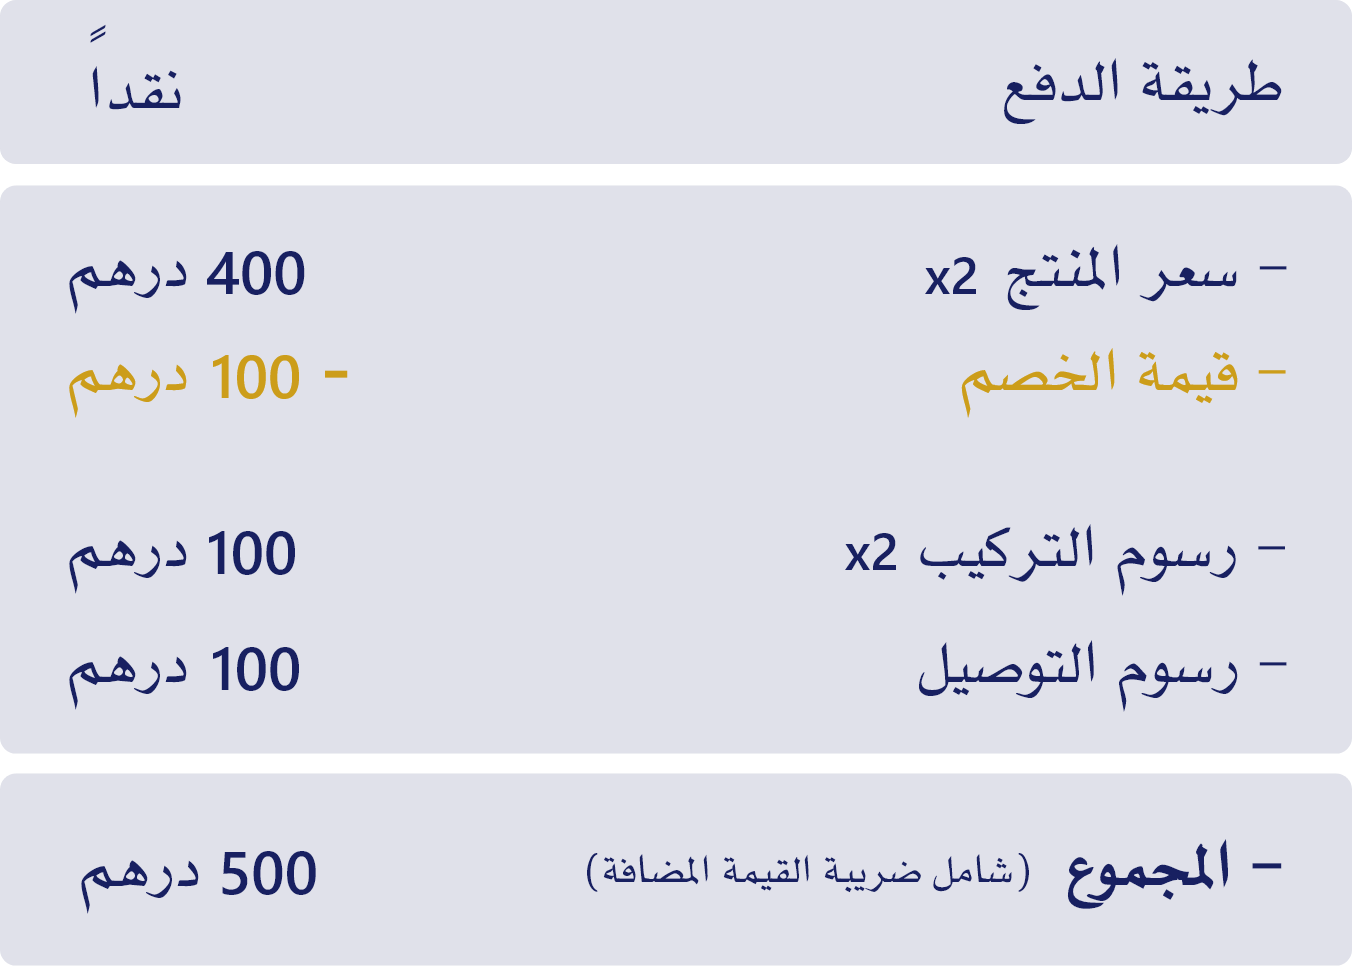 طريقة الدفع نقداً
– سعر المنتج x2 400 درهم
– قيمة الخصم - 100 درهم
– رسوم التركيب x2 100 درهم
– رسوم التوصيل 100 درهم
– المجموع (شامل ضريبة القيمة المضافة) 500 درهم